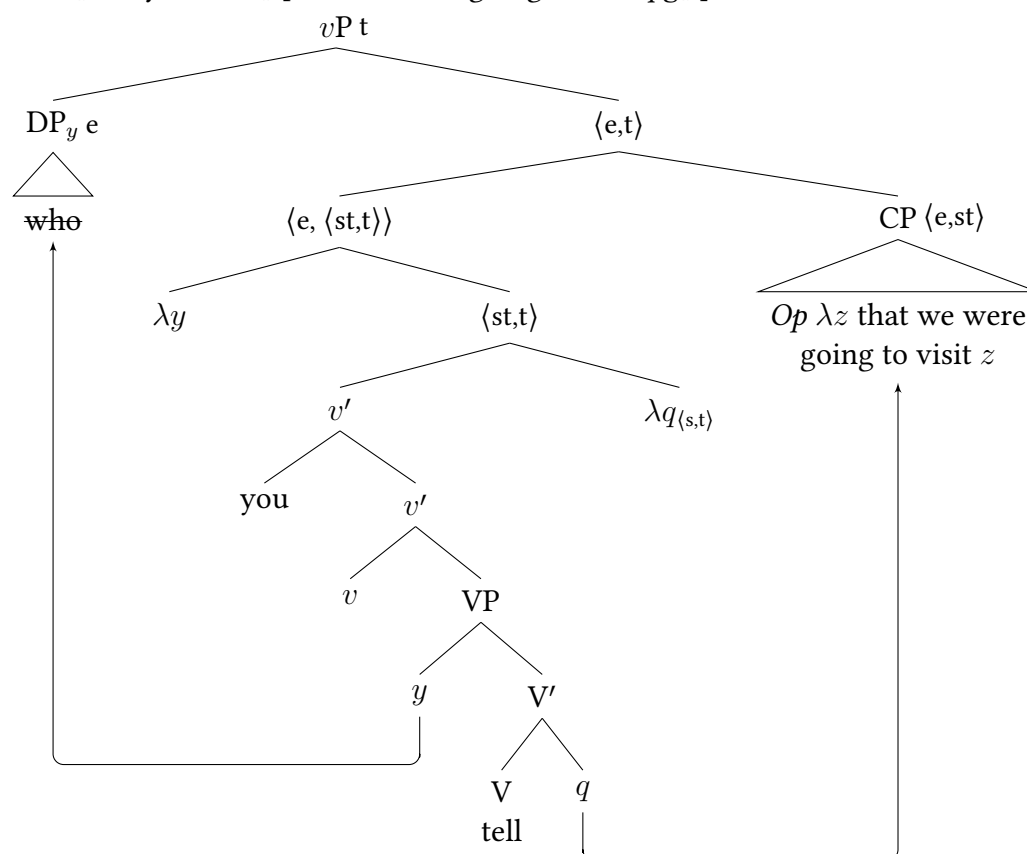 vP t
DP_y e
⟨e,t⟩
who
⟨e, ⟨st,t⟩⟩
CP ⟨e,st⟩
λy
⟨st,t⟩
Op λz that we were
going to visit z
v′
λq⟨s,t⟩
you
v′
v
VP
y
V′
V
q
tell